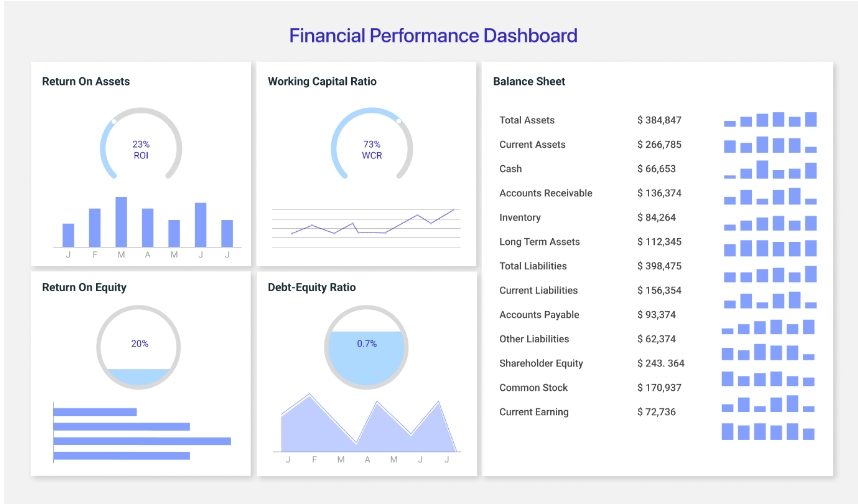 Financial Performance Dashboard
Return On Assets
23%
ROI
J F M A M J J
Working Capital Ratio
73%
WCR
Balance Sheet
Total Assets $ 384,847
Current Assets $ 266,785
Cash $ 66,653
Accounts Receivable $ 136,374
Inventory $ 84,264
Long Term Assets $ 112,345
Total Liabilities $ 398,475
Current Liabilities $ 156,354
Accounts Payable $ 93,374
Other Liabilities $ 62,374
Shareholder Equity $ 243. 364
Common Stock $ 170,937
Current Earning $ 72,736
Return On Equity
20%
Debt-Equity Ratio
0.7%
J F M A M J J